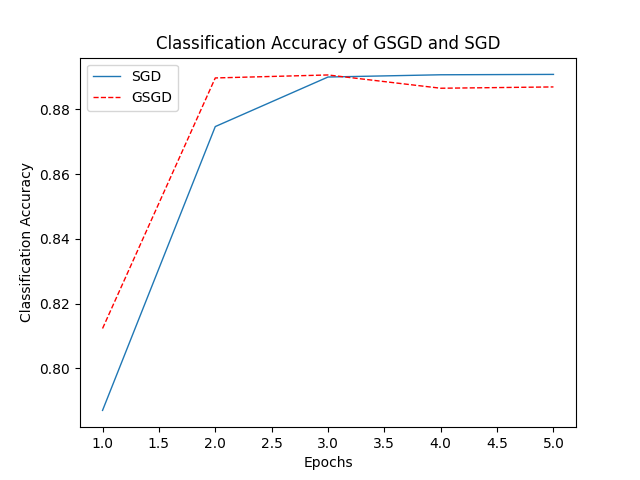 Classification Accuracy of GSGD and SGD
SGD
GSGD
0.88
0.86
0.84
0.82
0.80
Classification Accuracy
1.0 1.5 2.0 2.5 3.0 3.5 4.0 4.5 5.0
Epochs